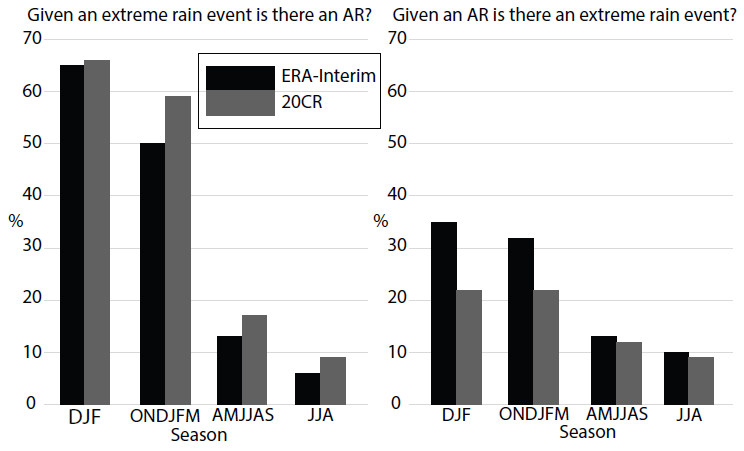 Given an extreme rain event is there an AR?
70
60
50
40
%
30
20
10
0
ERA-Interim
20CR
DJF ONDJFM AMJJAS JJA
Season
Given an AR is there an extreme rain event?
70
60
50
40
%
30
20
10
0
DJF ONDJFM AMJJAS JJA
Season